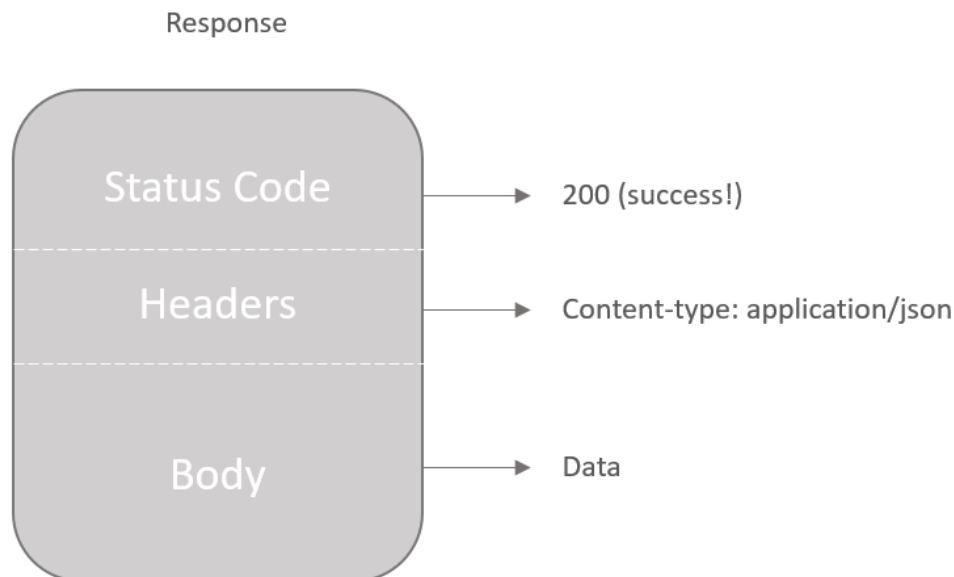 Response
Status Code
200 (success!)
Headers
Content-type: application/json
Body
Data